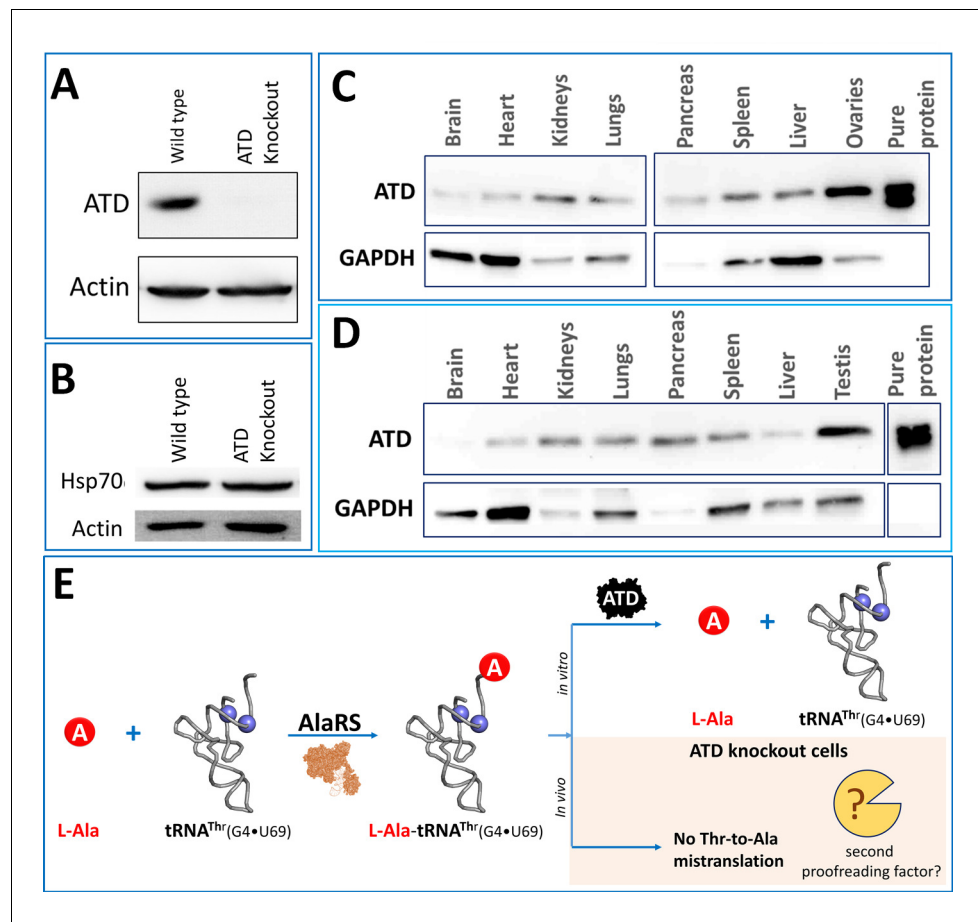 A
Wild type
ATD
Knockout
ATD
Actin
B
Wild type
ATD
Knockout
Hsp70
Actin
C
Brain
Heart
Kidneys
Lungs
Pancreas
Spleen
Liver
Ovaries
Pure
protein
ATD
GAPDH
D
Brain
Heart
Kidneys
Lungs
Pancreas
Spleen
Liver
Testis
Pure
protein
ATD
GAPDH
E
A
L-Ala
+
tRNAᵀʰʳ(G4•U69)
AlaRS
A
L-Ala-tRNAᵀʰʳ(G4•U69)
in vitro
In vivo
ATD
A
+
L-Ala
tRNAᵀʰʳ(G4•U69)
ATD knockout cells
No Thr-to-Ala
mistranslation
?
second
proofreading factor?